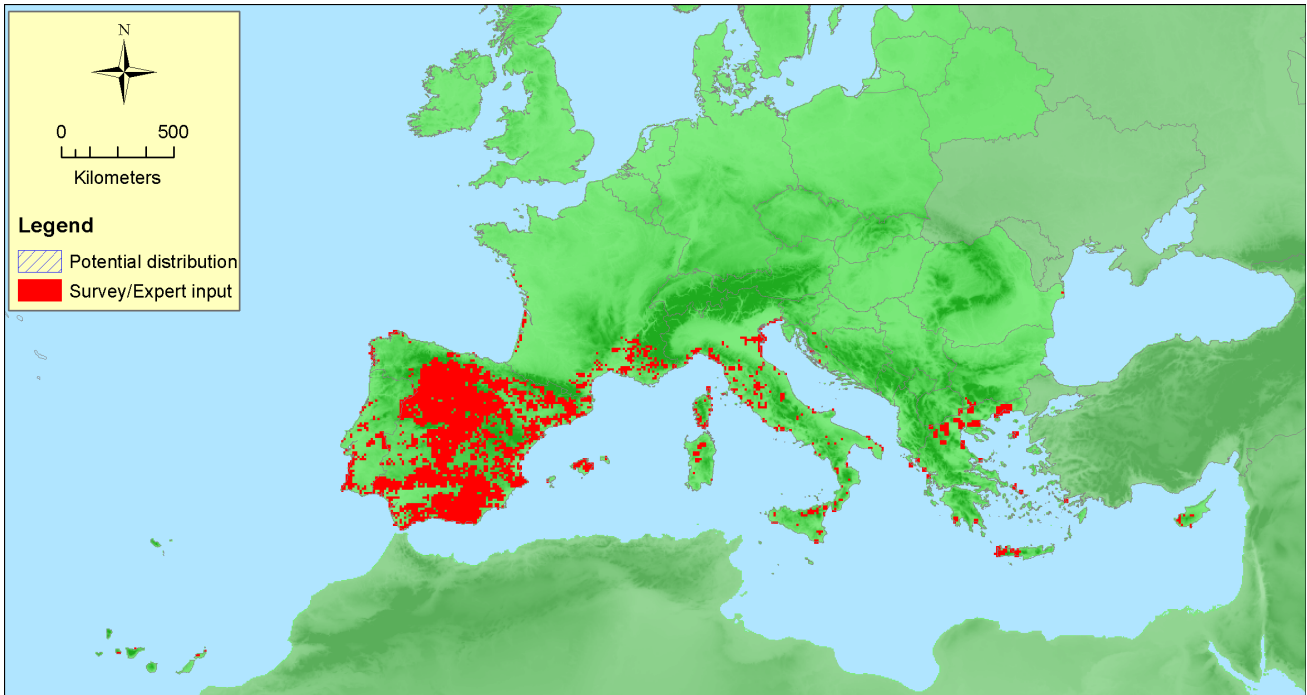 N
0 500
Kilometers
Legend
Potential distribution
Survey/Expert input